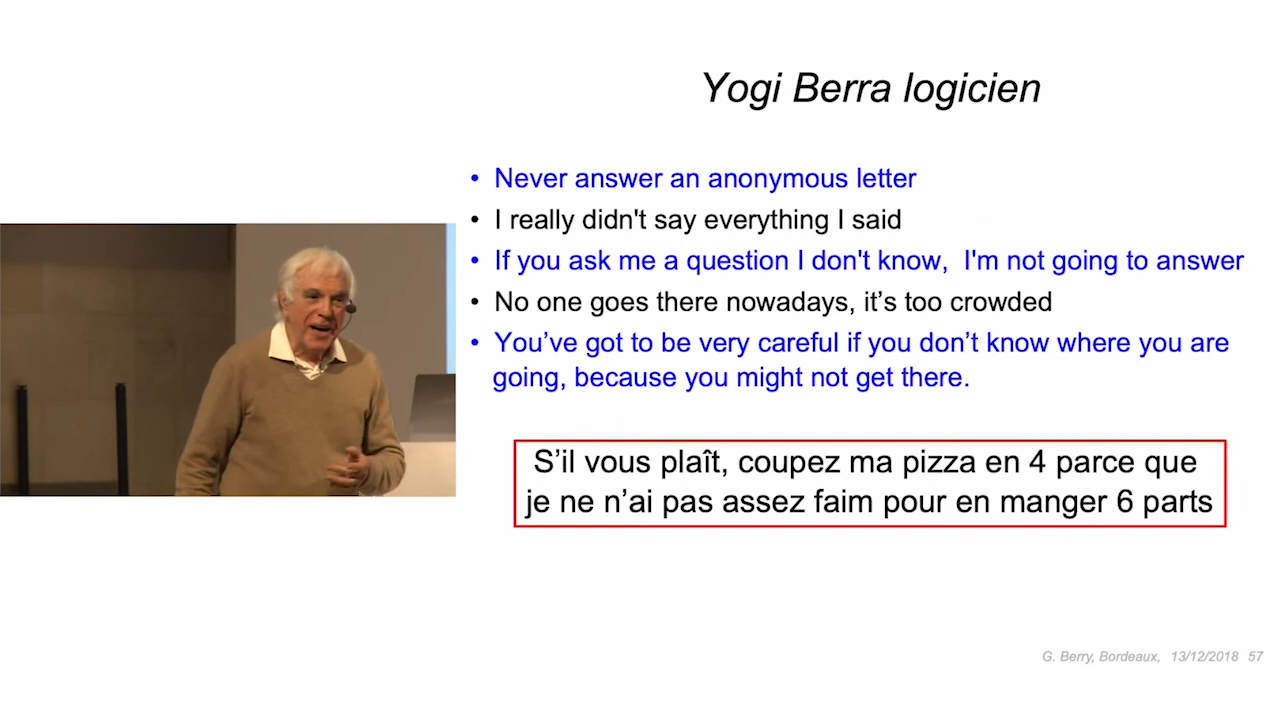 Yogi Berra logicien
• Never answer an anonymous letter
• I really didn't say everything I said
• If you ask me a question I don't know,  I'm not going to answer
• No one goes there nowadays, it’s too crowded
• You’ve got to be very careful if you don’t know where you are
going, because you might not get there.
S’il vous plaît, coupez ma pizza en 4 parce que
je ne n’ai pas assez faim pour en manger 6 parts
G. Berry, Bordeaux,   13/12/2018   57